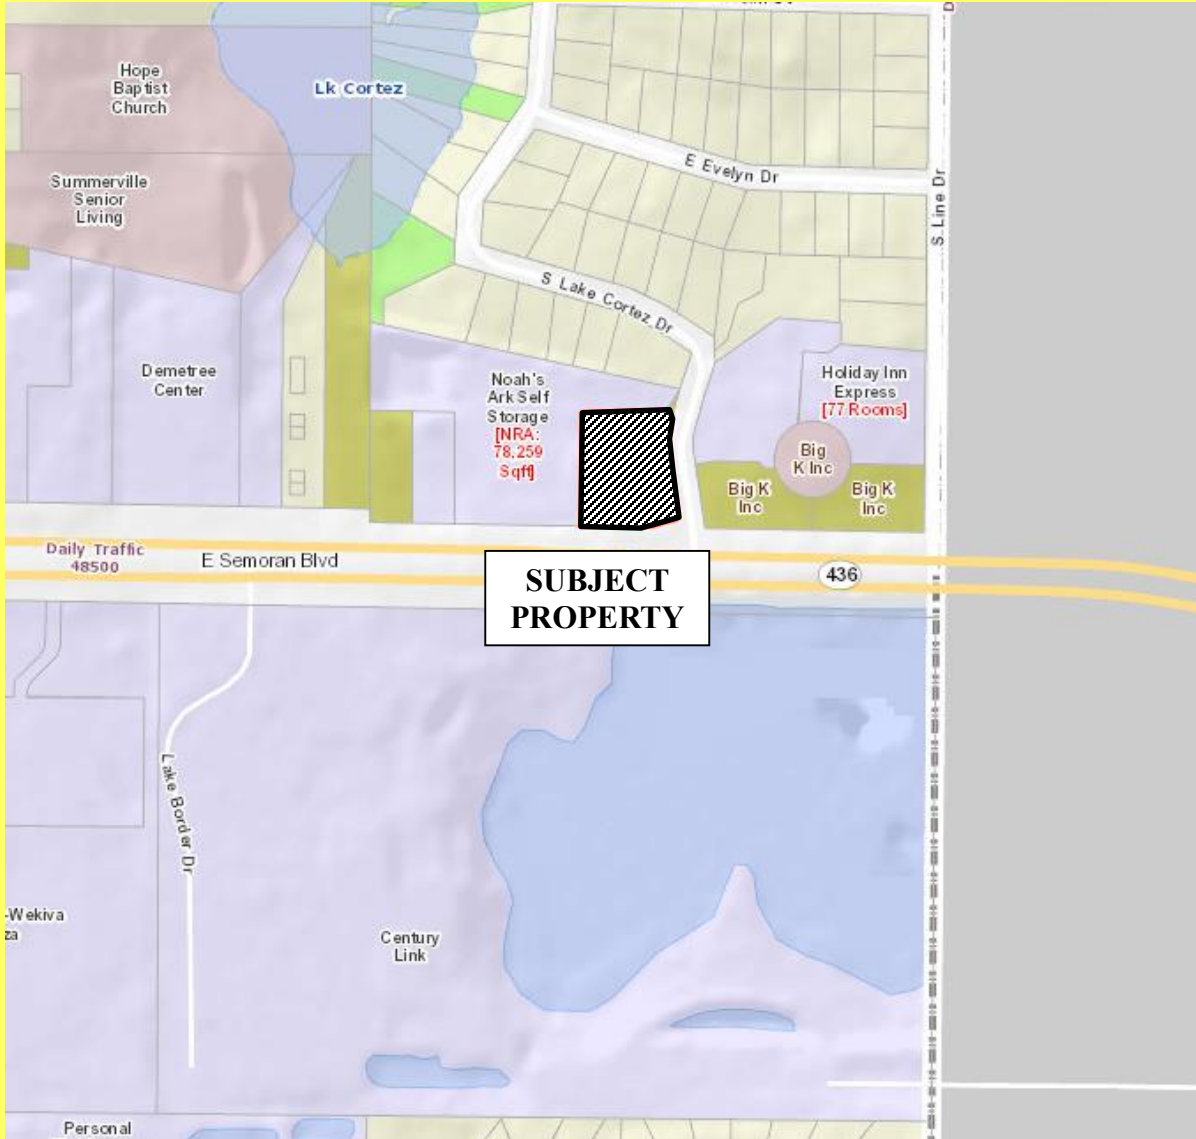 Hope
Baptist
Church
Lk Cortez
Summerville
Senior
Living
E Evelyn Dr
S Line Dr
S Lake Cortez Dr
Demetree
Center
Noah's
Ark Self
Storage
[NRA:
78,259
Sqft]
Holiday Inn
Express
[77 Rooms]
Big
K Inc
Big K
Inc
Big K
Inc
Daily Traffic
48500
E Semoran Blvd
SUBJECT
PROPERTY
436
Lake Border Dr
-Wekiva
za
Century
Link
Personal